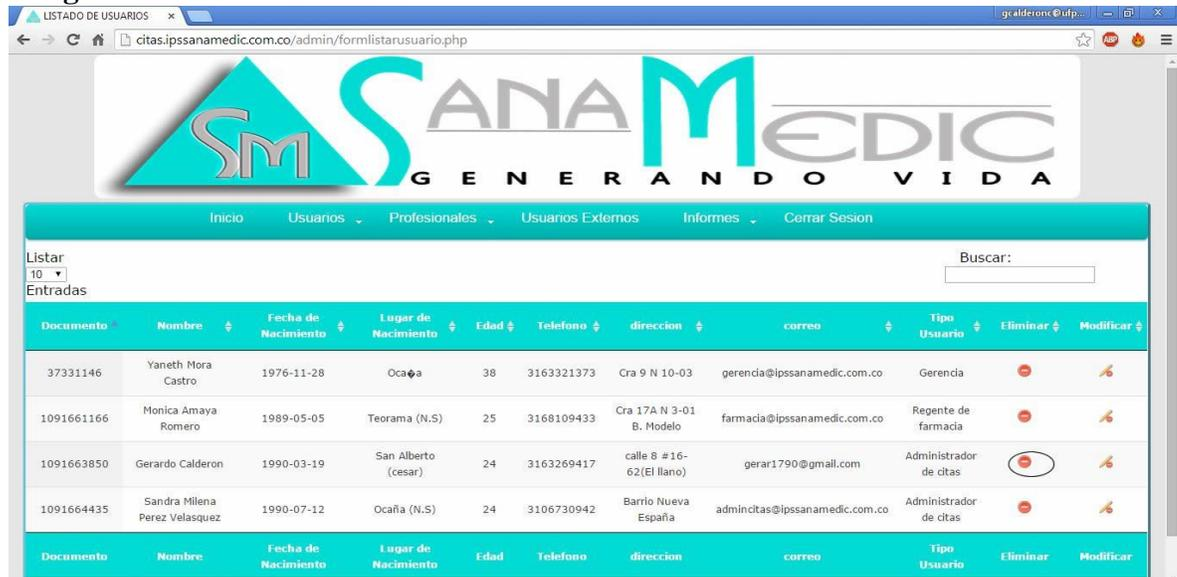 LISTADO DE USUARIOS
gcalderonc@ufp...
citas.ipssanamedic.com.co/admin/formlistarusuario.php
ABP
SM SANAMEDIC
GENERANDO VIDA
Inicio Usuarios Profesionales Usuarios Externos Informes Cerrar Sesion
Listar
10
Entradas
Buscar:
Documento Nombre Fecha de Nacimiento Lugar de Nacimiento Edad Telefono direccion correo Tipo Usuario Eliminar Modificar
37331146 Yaneth Mora Castro 1976-11-28 Oca�a 38 3163321373 Cra 9 N 10-03 gerencia@ipssanamedic.com.co Gerencia
1091661166 Monica Amaya Romero 1989-05-05 Teorama (N.S) 25 3168109433 Cra 17A N 3-01 B. Modelo farmacia@ipssanamedic.com.co Regente de farmacia
1091663850 Gerardo Calderon 1990-03-19 San Alberto (cesar) 24 3163269417 calle 8 #16-62(El llano) gerar1790@gmail.com Administrador de citas
1091664435 Sandra Milena Perez Velasquez 1990-07-12 Ocaña (N.S) 24 3106730942 Barrio Nueva España admincitas@ipssanamedic.com.co Administrador de citas
Documento Nombre Fecha de Nacimiento Lugar de Nacimiento Edad Telefono direccion correo Tipo Usuario Eliminar Modificar